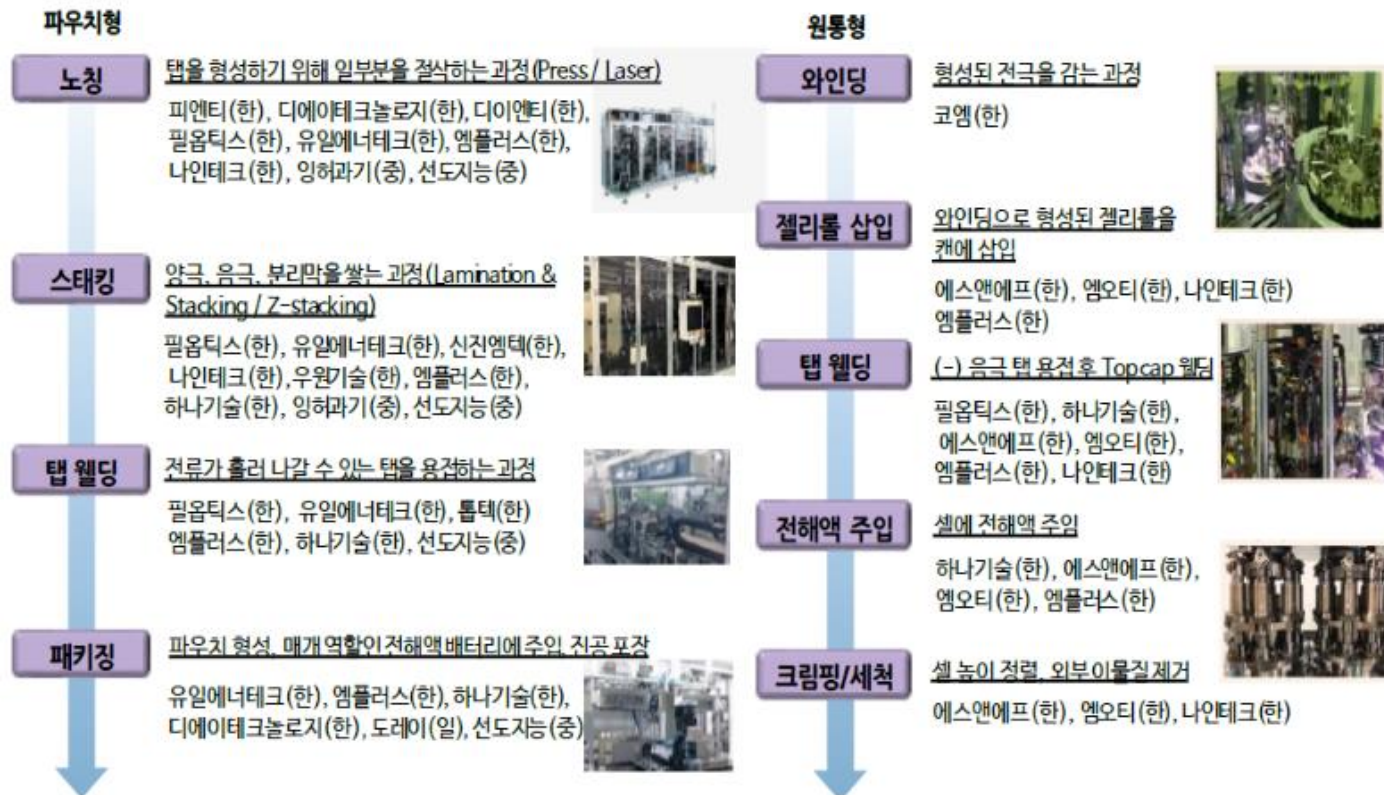 파우치형
노칭
탭을 형성하기 위해 일부분을 절삭하는 과정(Press / Laser)
피엔티(한), 디에이테크놀로지(한), 디이엔티(한),
필옵틱스(한), 유일에너테크(한), 엠플러스(한),
나인테크(한), 잉허과기(중), 선도지능(중)
스태킹
양극, 음극, 분리막을 쌓는 과정(Lamination &
Stacking / Z-stacking)
필옵틱스(한), 유일에너테크(한), 신진엠텍(한),
나인테크(한), 우원기술(한), 엠플러스(한),
하나기술(한), 잉허과기(중), 선도지능(중)
탭 웰딩
전류가 흘러 나갈 수 있는 탭을 용접하는 과정
필옵틱스(한), 유일에너테크(한), 톱텍(한)
엠플러스(한), 하나기술(한), 선도지능(중)
패키징
파우치 형성, 매개 역할인 전해액 배터리에 주입, 진공 포장
유일에너테크(한), 엠플러스(한), 하나기술(한),
디에이테크놀로지(한), 도레이(일), 선도지능(중)
원통형
와인딩
형성된 전극을 감는 과정
코엠(한)
젤리롤 삽입
와인딩으로 형성된 젤리롤을
캔에 삽입
에스앤에프(한), 엠오티(한), 나인테크(한)
엠플러스(한)
탭 웰딩
(-) 음극 탭 용접 후 Topcap 웰딩
필옵틱스(한), 하나기술(한),
에스앤에프(한), 엠오티(한),
엠플러스(한), 나인테크(한)
전해액 주입
셀에 전해액 주입
하나기술(한), 에스앤에프(한),
엠오티(한), 엠플러스(한)
크림핑/세척
셀 높이 정렬, 외부 이물질 제거
에스앤에프(한), 엠오티(한), 나인테크(한)